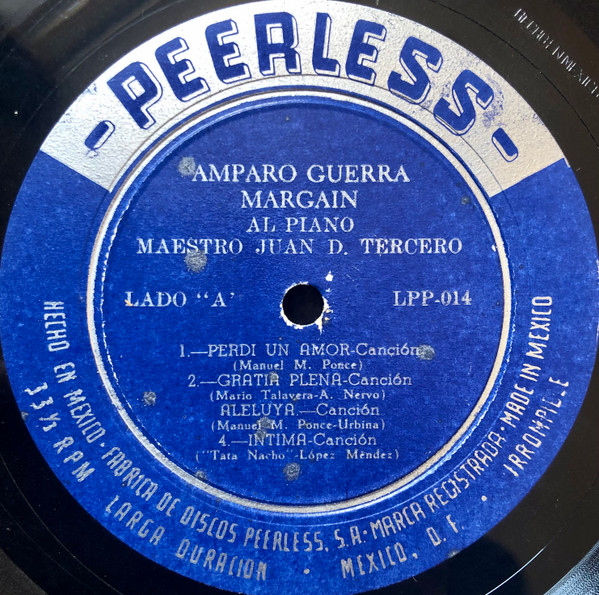 HECHO EN MEXICO
-PEERLESS-
AMPARO GUERRA
MARGAIN
AL PIANO
MAESTRO JUAN D. TERCERO
LADO "A" LPP-014
1.—PERDI UN AMOR-Canción
(Manuel M. Ponce)
2.—GRATIA PLENA-Canción
(Mario Talavera-A. Nervo)
ALELUYA.—Canción
(Manuel M. Ponce-Urbina)
4.—INTIMA-Canción
("Tata Nacho"-López Méndez)
HECHO EN MEXICO · FABRICA DE DISCOS PEERLESS, S.A · MARCA REGISTRADA · MADE IN MEXICO
33⅓ RPM LARGA DURACION · MEXICO, D. F. · IRROMPIBLE